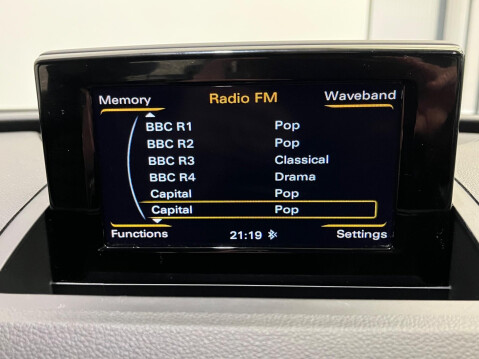 Memory Radio FM Waveband
BBC R1 Pop
BBC R2 Pop
BBC R3 Classical
BBC R4 Drama
Capital Pop
Capital Pop
Functions 21:19 Settings